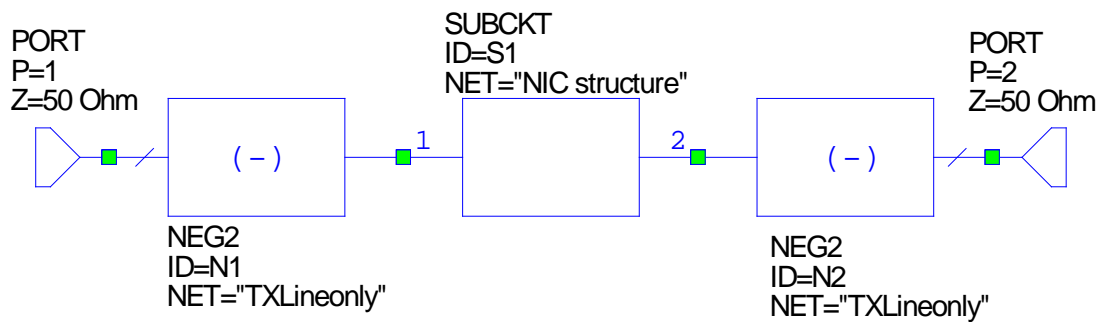 PORT
P=1
Z=50 Ohm
SUBCKT
ID=S1
NET="NIC structure"
PORT
P=2
Z=50 Ohm
(-)
1
2
(-)
NEG2
ID=N1
NET="TXLineonly"
NEG2
ID=N2
NET="TXLineonly"